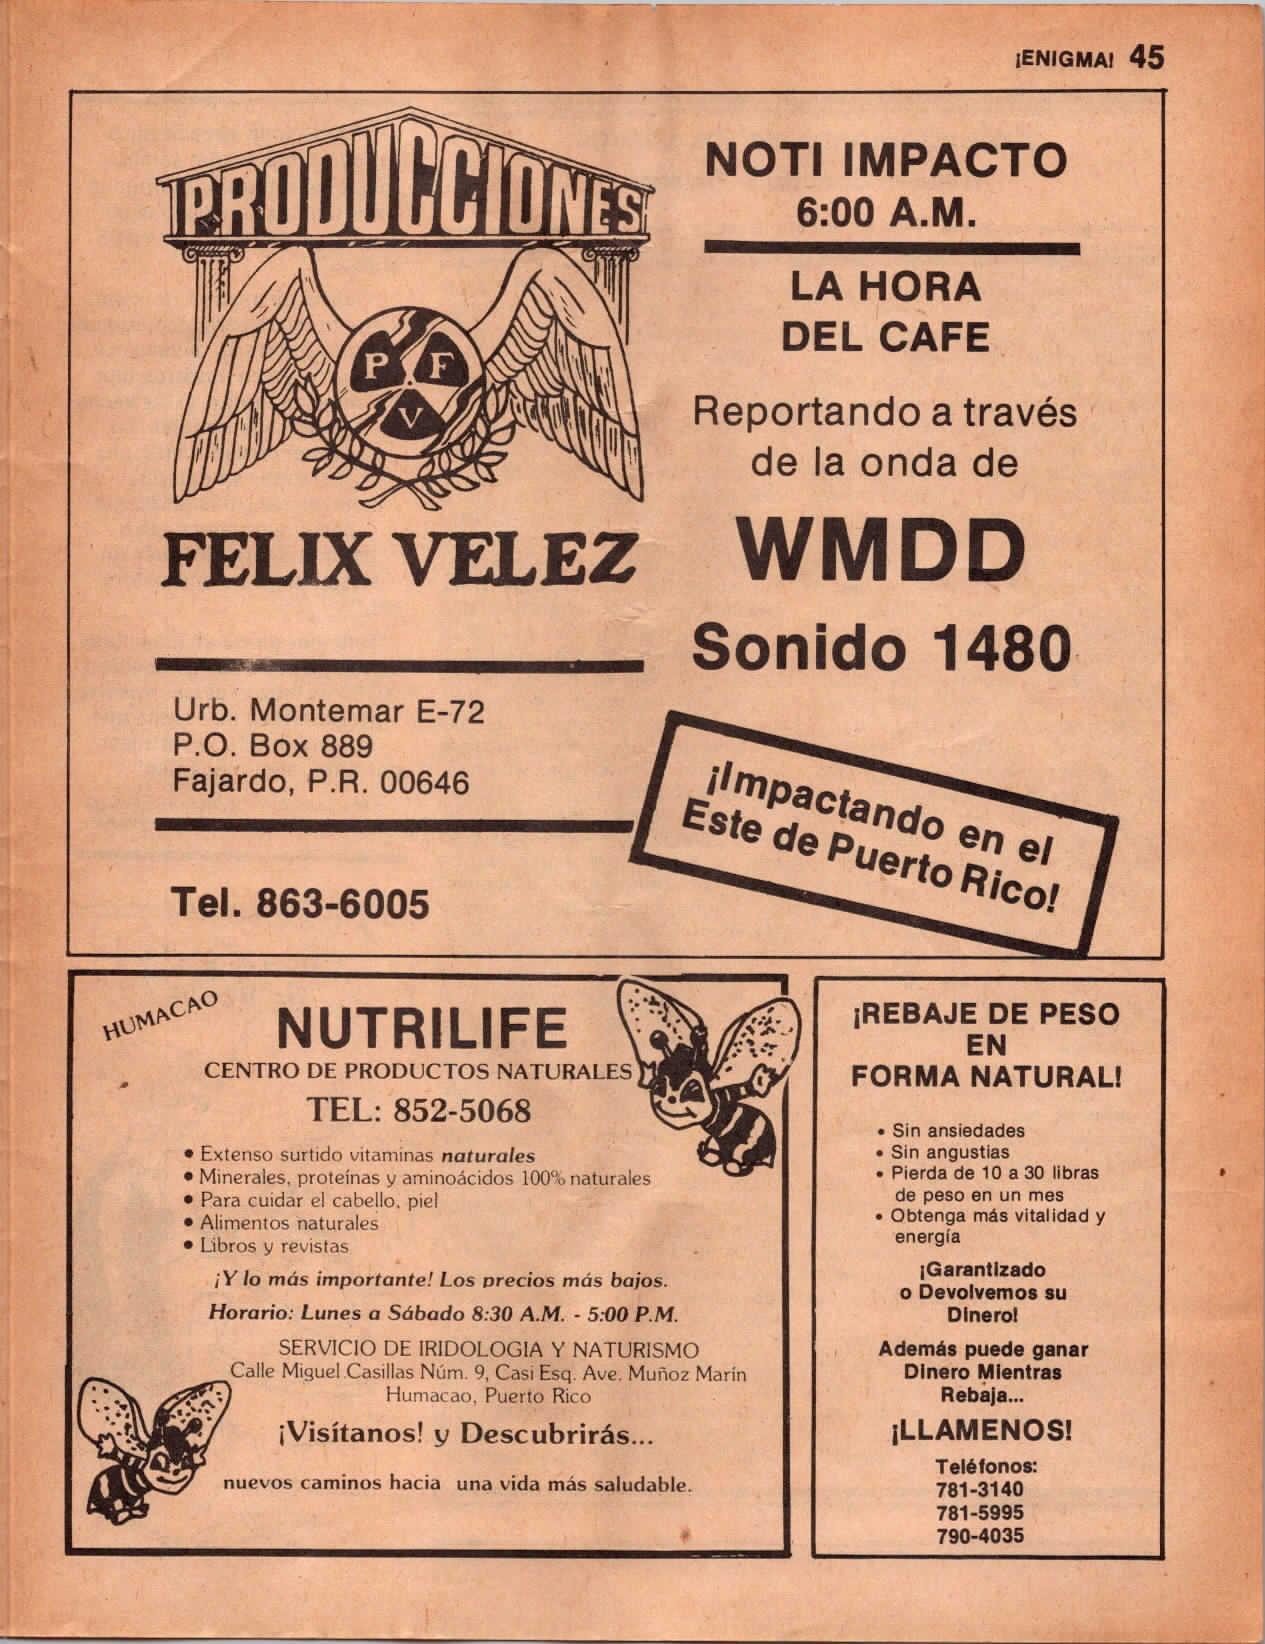 ¡ENIGMA! 45
PRODUCCIONES
P F
V
FELIX VELEZ
Urb. Montemar E-72
P.O. Box 889
Fajardo, P.R. 00646
Tel. 863-6005
NOTI IMPACTO
6:00 A.M.
LA HORA
DEL CAFE
Reportando a través
de la onda de
WMDD
Sonido 1480
¡Impactando en el
Este de Puerto Rico!
HUMACAO
NUTRILIFE
CENTRO DE PRODUCTOS NATURALES
TEL: 852-5068
• Extenso surtido vitaminas naturales
• Minerales, proteínas y aminoácidos 100% naturales
• Para cuidar el cabello, piel
• Alimentos naturales
• Libros y revistas
¡Y lo más importante! Los precios más bajos.
Horario: Lunes a Sábado 8:30 A.M. - 5:00 P.M.
SERVICIO DE IRIDOLOGIA Y NATURISMO
Calle Miguel Casillas Núm. 9, Casi Esq. Ave. Muñoz Marín
Humacao, Puerto Rico
¡Visítanos! y Descubrirás...
nuevos caminos hacia una vida más saludable.
¡REBAJE DE PESO
EN
FORMA NATURAL!
• Sin ansiedades
• Sin angustias
• Pierda de 10 a 30 libras
de peso en un mes
• Obtenga más vitalidad y
energía
¡Garantizado
o Devolvemos su
Dinero!
Además puede ganar
Dinero Mientras
Rebaja...
¡LLAMENOS!
Teléfonos:
781-3140
781-5995
790-4035